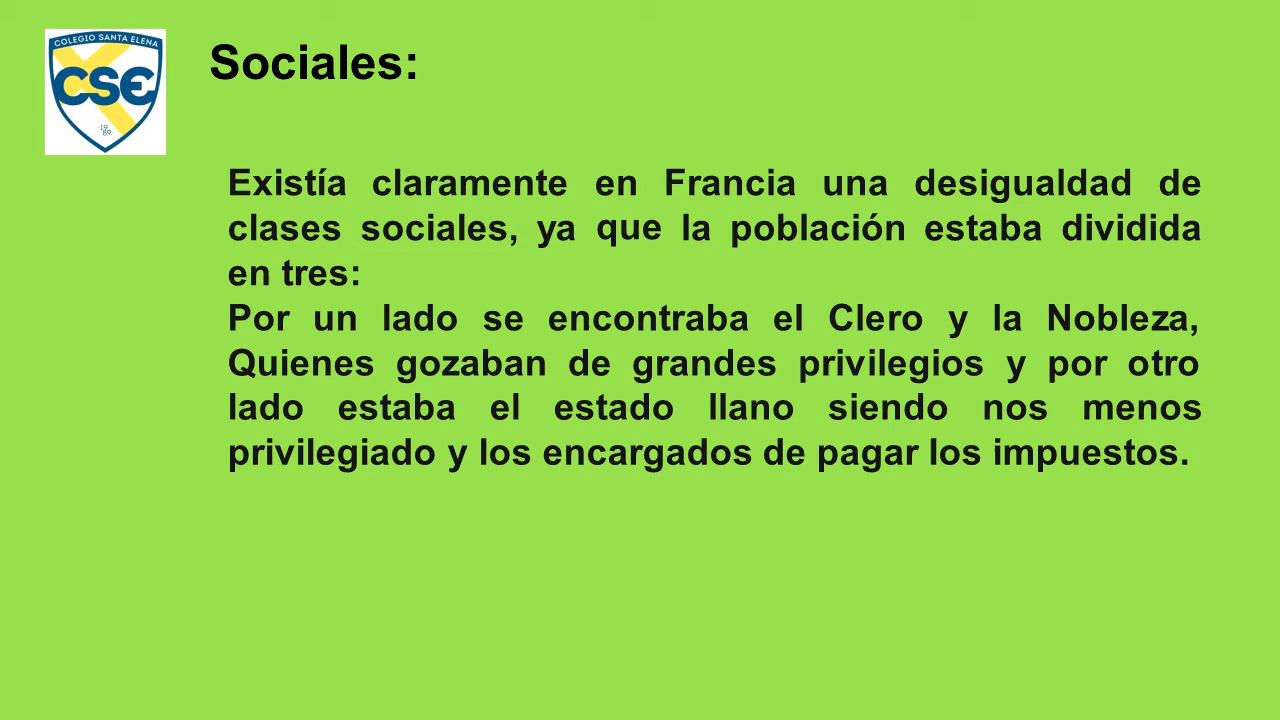 COLEGIO SANTA ELENA
CSE
19
89
Sociales:
Existía claramente en Francia una desigualdad de
clases sociales, ya que la población estaba dividida
en tres:
Por un lado se encontraba el Clero y la Nobleza,
Quienes gozaban de grandes privilegios y por otro
lado estaba el estado llano siendo nos menos
privilegiado y los encargados de pagar los impuestos.